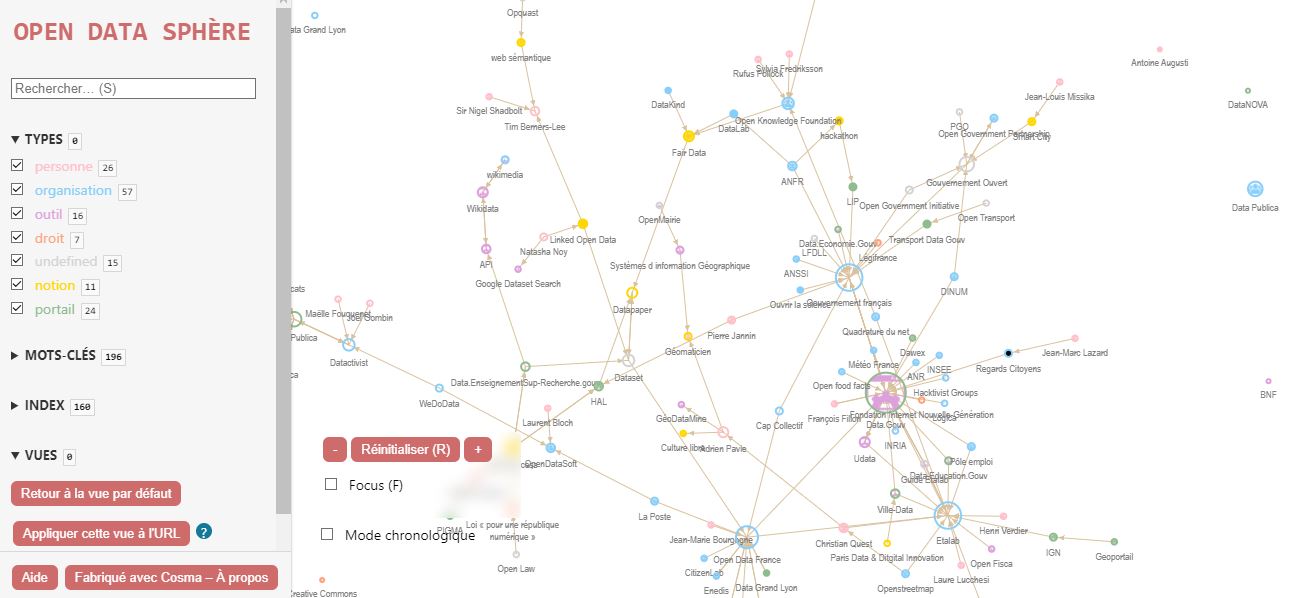 OPEN DATA SPHÈRE
Rechercher... (S)
TYPES 0
personne 26
organisation 57
outil 16
droit 7
undefined 15
notion 11
portail 24
MOTS-CLÉS 196
INDEX 160
VUES 0
Retour à la vue par défaut
Appliquer cette vue à l'URL ?
Aide
Fabriqué avec Cosma – À propos
- Réinitialiser (R) +
Focus (F)
Mode chronologique
Opquast
ata Grand Lyon
web sémantique
Sylvia Fredriksson
Rufus Pollock
Antoine Augusti
Jean-Louis Missika
DataKind
DataNOVA
Sir Nigel Shadbolt
Tim Berners-Lee
Open Knowledge Foundation
DataLab
hackathon
PGO
Open Government Partnership
Smart City
Fair Data
wikimedia
ANFR
Gouvernement Ouvert
Wikidata
LIP
Open Government Initiative
Data Publica
OpenMairie
Open Transport
Linked Open Data
Data.Economie.Gouv
Transport Data Gouv
Natasha Noy
LFDLL
Légifrance
API
Systèmes d information Géographique
Google Dataset Search
ANSSI
DINUM
cats
Ouvrir la science
Gouvernement français
Maëlle Fouquenet
Joël Gombin
Datapaper
Publica
Pierre Jannin
Quadrature du net
Géomaticien
Dawex
Jean-Marc Lazard
Datactivist
Météo France
Regards Citoyens
ca
Dataset
ANR
INSEE
Data.EnseignementSup-Recherche.gouv
Open food facts
Hacktivist Groups
BNF
WeDoData
HAL
Fondation Internet Nouvelle-Génération
François Fillon
Logica
Laurent Bloch
GeoDataMine
Cap Collectif
Data.Gouv
Culture libre
Adrien Pavie
INRIA
Udata
OpenDataSoft
Pôle emploi
Data.Education.Gouv
Guide Etalab
Ville-Data
La Poste
Loi « pour une république
numérique »
PIGMA
Henri Verdier
Jean-Marie Bourgogne
Christian Quest
Etalab
IGN
Geoportail
Open Data France
Paris Data & Digital Innovation
Open Fisca
Open Law
CitizenLab
Laure Lucchesi
Enedis
Data Grand Lyon
Openstreetmap
Creative Commons